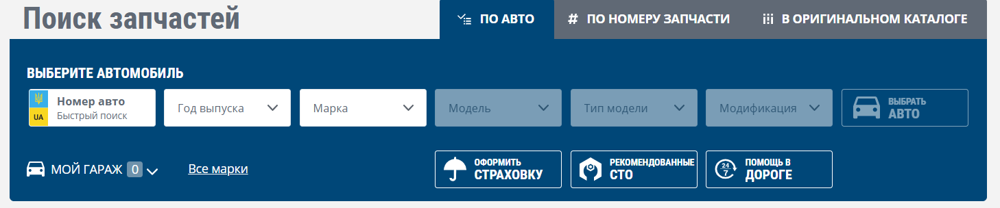 Поиск запчастей
ПО АВТО
# ПО НОМЕРУ ЗАПЧАСТИ
В ОРИГИНАЛЬНОМ КАТАЛОГЕ
ВЫБЕРИТЕ АВТОМОБИЛЬ
UA
Номер авто
Быстрый поиск
Год выпуска
Марка
Модель
Тип модели
Модификация
ВЫБРАТЬ
АВТО
МОЙ ГАРАЖ 0
Все марки
ОФОРМИТЬ
СТРАХОВКУ
РЕКОМЕНДОВАННЫЕ
СТО
24
7
ПОМОЩЬ В
ДОРОГЕ